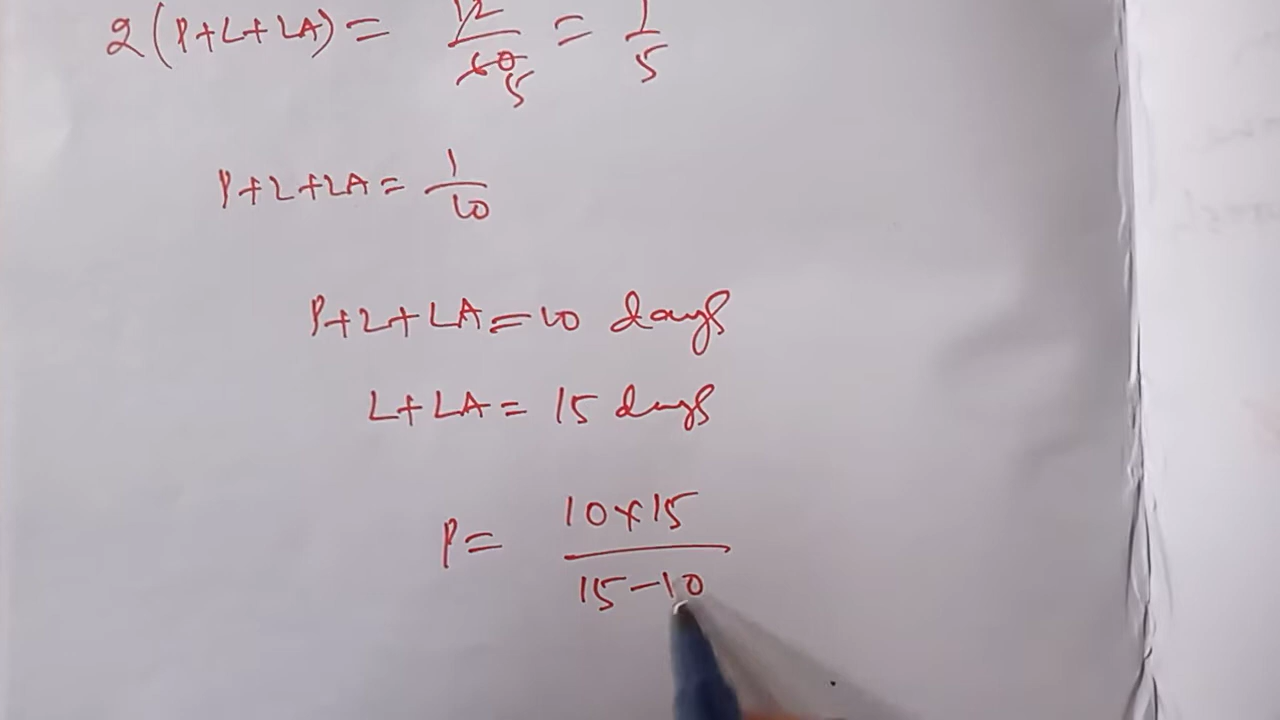 2(P+L+LA) = 12/60 5 = 1/5
P+L+LA = 1/10
P+L+LA = 10 days
L+LA = 15 days
P = 10×15/15-10